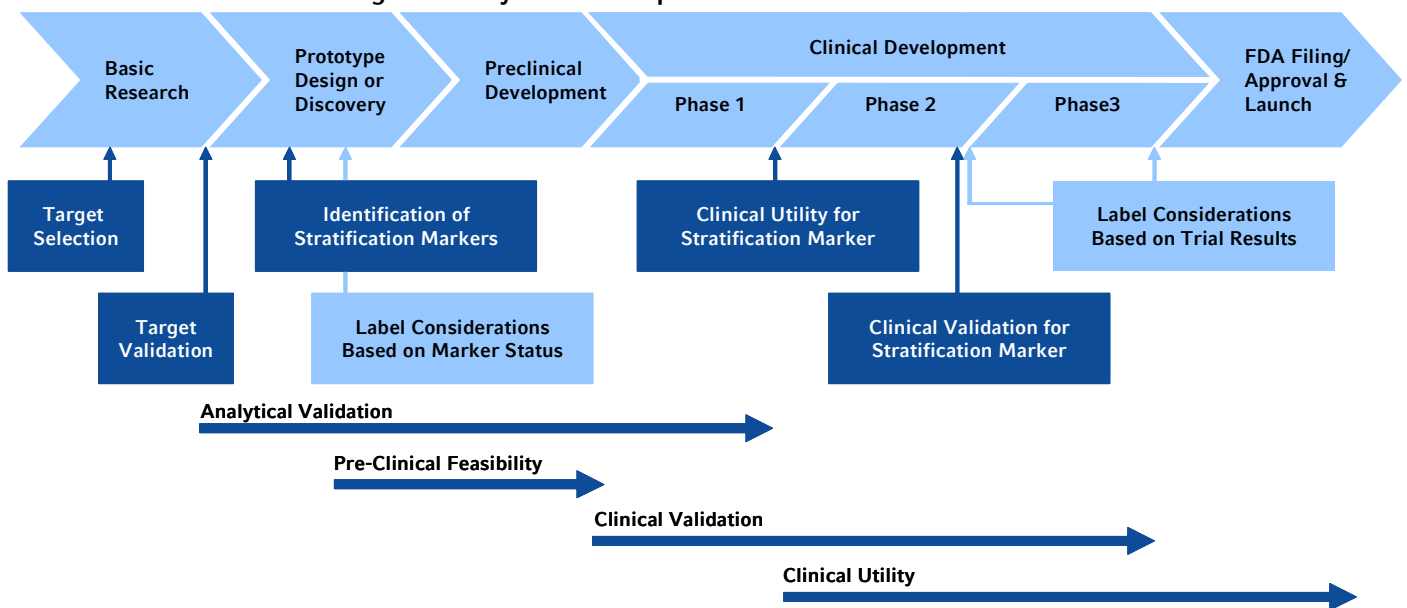 Basic
Research
Prototype
Design or
Discovery
Preclinical
Development
Clinical Development
Phase 1
Phase 2
Phase3
FDA Filing/
Approval &
Launch
Target
Selection
Identification of
Stratification Markers
Clinical Utility for
Stratification Marker
Label Considerations
Based on Trial Results
Target
Validation
Label Considerations
Based on Marker Status
Clinical Validation for
Stratification Marker
Analytical Validation
Pre-Clinical Feasibility
Clinical Validation
Clinical Utility